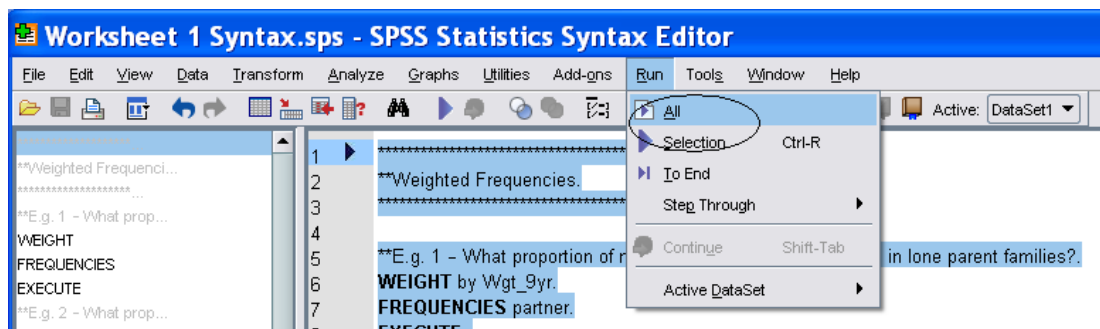 Worksheet 1 Syntax.sps - SPSS Statistics Syntax Editor
File Edit View Data Transform Analyze Graphs Utilities Add-ons Run Tools Window Help
Active: DataSet1
All
Selection Ctrl-R
To End
Step Through
Continue Shift-Tab
Active DataSet
**Weighted Frequenci...
********************...
**E.g. 1 - What prop...
WEIGHT
FREQUENCIES
EXECUTE
**E.g. 2 - What prop...
1
2 **Weighted Frequencies.
3
4
5 **E.g. 1 - What proportion of in lone parent families?.
6 WEIGHT by Wgt_9yr.
7 FREQUENCIES partner.
EXECUTE